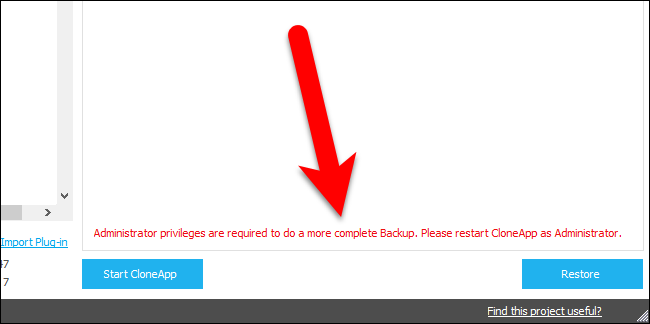 Administrator privileges are required to do a more complete Backup. Please restart CloneApp as Administrator.
Import Plug-in
47
7
Start CloneApp
Restore
Find this project useful?